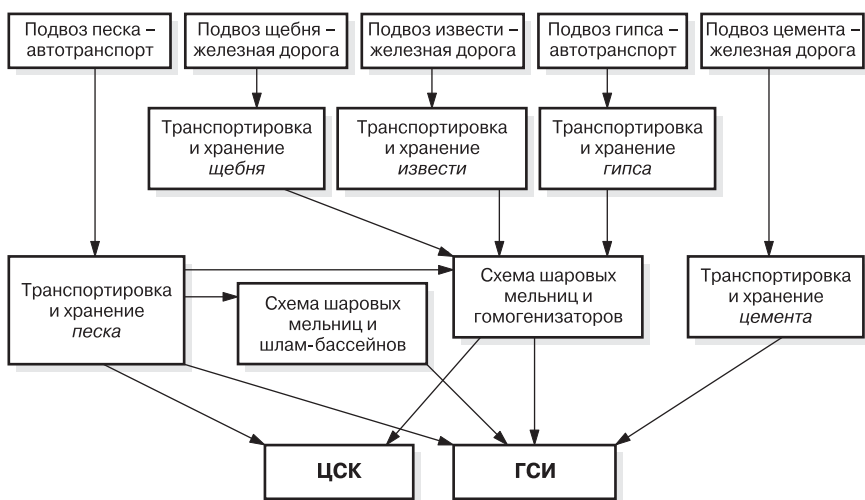 Подвоз песка –
автотранспорт
Подвоз щебня –
железная дорога
Подвоз извести –
железная дорога
Подвоз гипса –
автотранспорт
Подвоз цемента –
железная дорога
Транспортировка
и хранение
щебня
Транспортировка
и хранение
извести
Транспортировка
и хранение
гипса
Транспортировка
и хранение
песка
Схема шаровых
мельниц и
шлам-бассейнов
Схема шаровых
мельниц и
гомогенизаторов
Транспортировка
и хранение
цемента
ЦСК
ГСИ